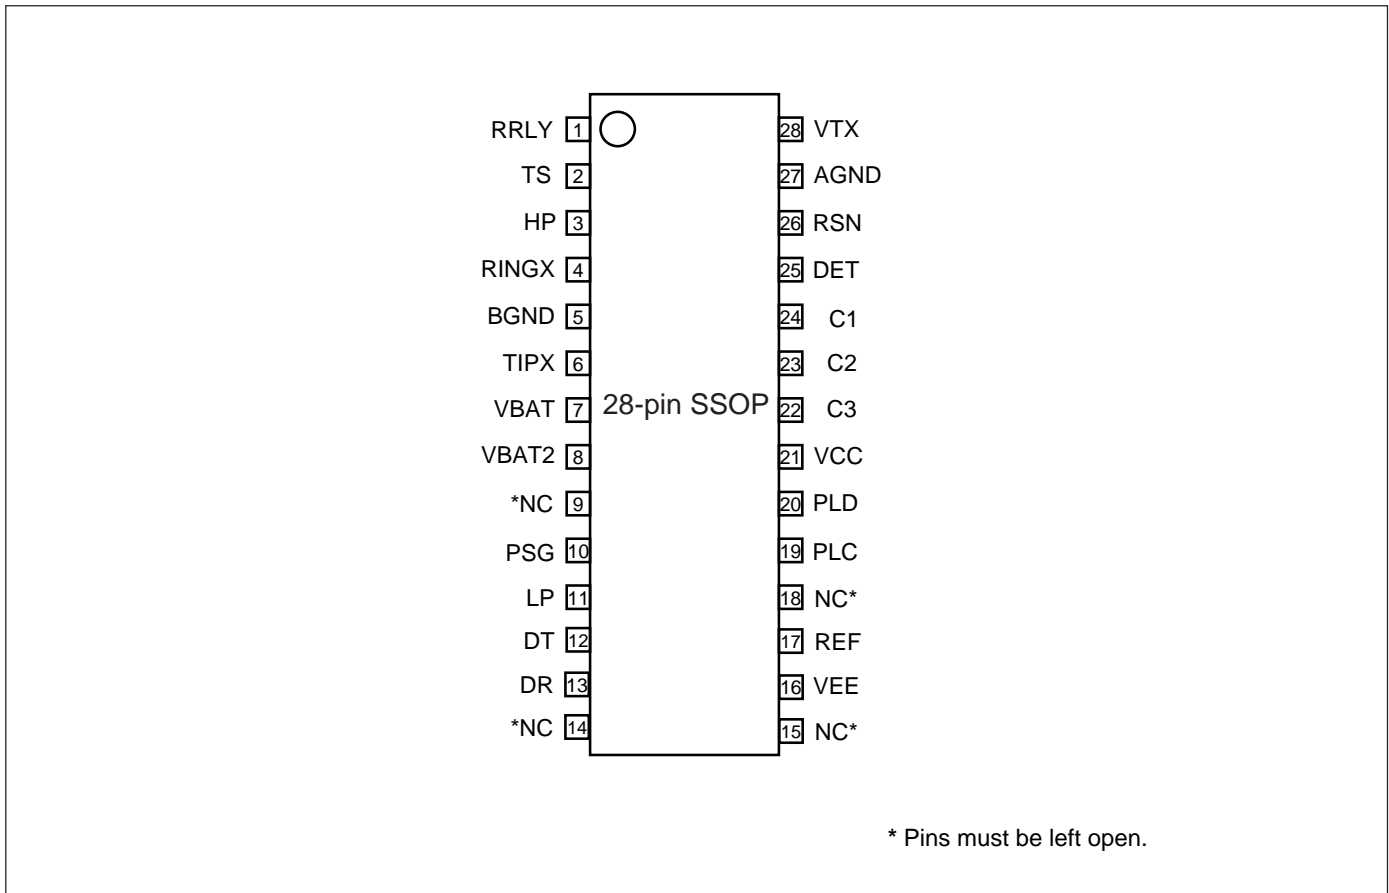 RRLY 1
TS 2
HP 3
RINGX 4
BGND 5
TIPX 6
VBAT 7
VBAT2 8
*NC 9
PSG 10
LP 11
DT 12
DR 13
*NC 14
28-pin SSOP
28 VTX
27 AGND
26 RSN
25 DET
24 C1
23 C2
22 C3
21 VCC
20 PLD
19 PLC
18 NC*
17 REF
16 VEE
15 NC*
* Pins must be left open.